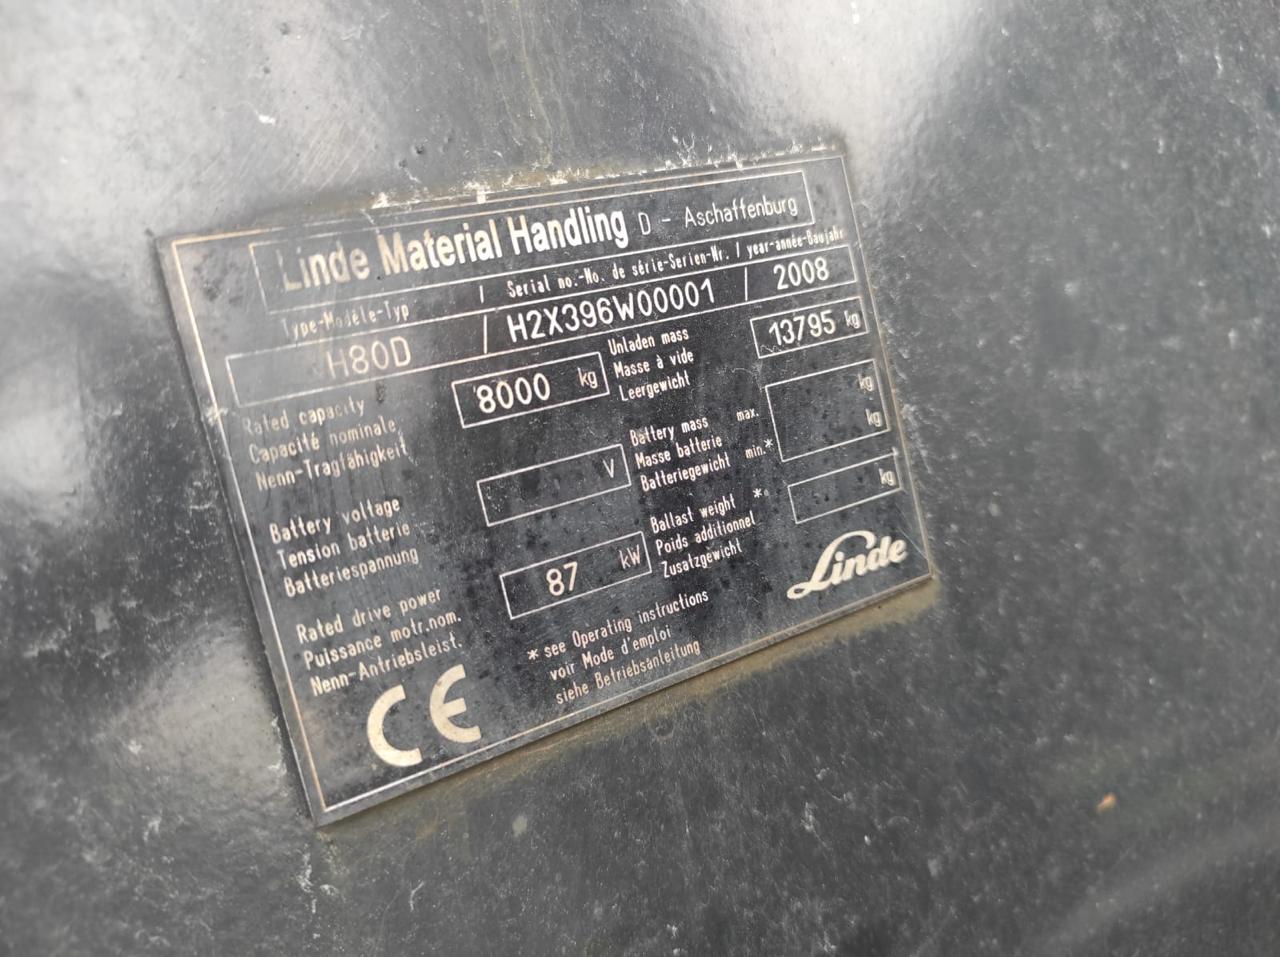 Linde Material Handling D - Aschaffenburg
Type-Modèle-Typ / Serial no.-No. de série-Serien-Nr. / year-année-Baujahr
H80D / H2X396W00001 / 2008
Rated capacity
Capacité nominale
Nenn-Tragfähigkeit
8000 kg
Unladen mass
Masse à vide
Leergewicht
13795 kg
Battery voltage
Tension batterie
Batteriespannung
V
Battery mass max. kg
Masse batterie
Batteriegewicht min.* kg
Rated drive power
Puissance motr.nom.
Nenn-Antriebsleist.
87 kW
Ballast weight *
Poids additionnel
Zusatzgewicht
kg
* see Operating instructions
voir Mode d'emploi
siehe Betriebsanleitung
CE
Linde